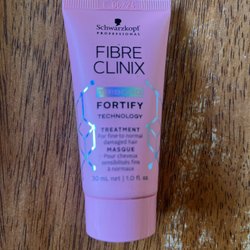 Schwarzkopf
PROFESSIONAL
FIBRE
CLINIX
FORTIFY
TECHNOLOGY
TREATMENT
For fine to normal
damaged hair
MASQUE
Pour cheveux
sensibilisés fins
à normaux
30 mL net | 1.0 fl. oz